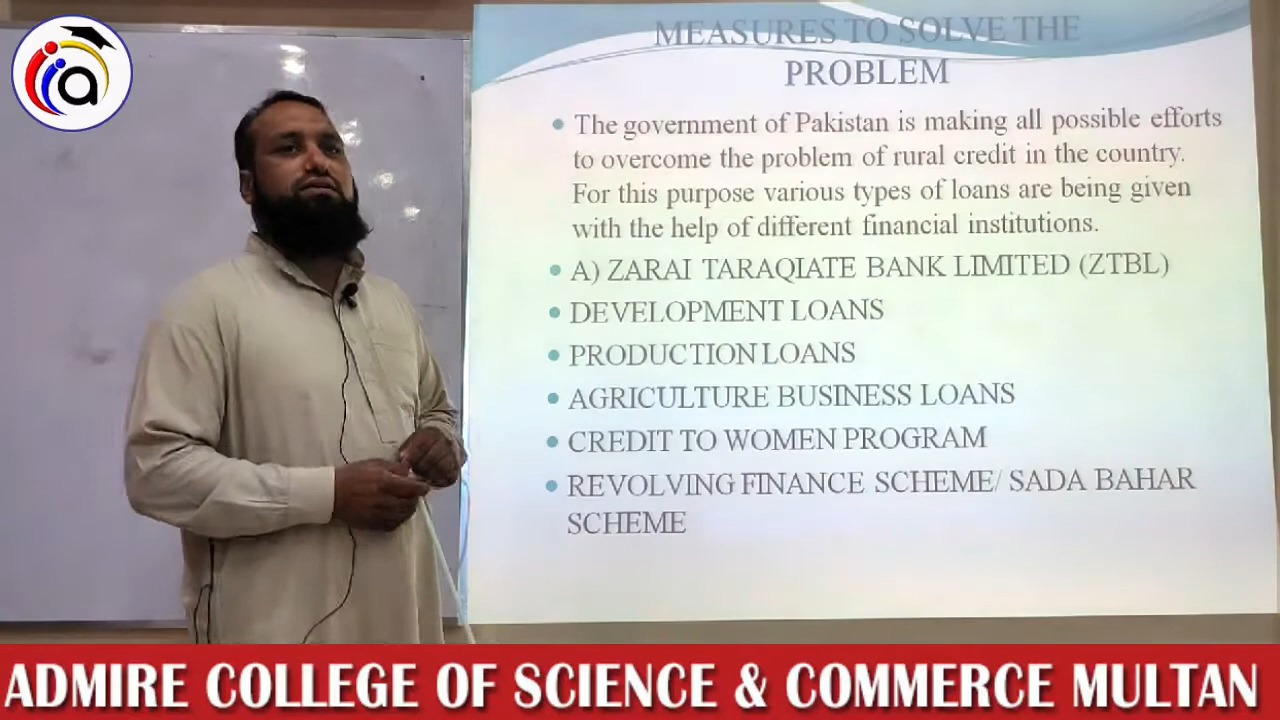 a
MEASURES TO SOLVE THE
PROBLEM
• The government of Pakistan is making all possible efforts
to overcome the problem of rural credit in the country.
For this purpose various types of loans are being given
with the help of different financial institutions.
• A) ZARAI TARAQIATE BANK LIMITED (ZTBL)
• DEVELOPMENT LOANS
• PRODUCTION LOANS
• AGRICULTURE BUSINESS LOANS
• CREDIT TO WOMEN PROGRAM
• REVOLVING FINANCE SCHEME/ SADA BAHAR
SCHEME
ADMIRE COLLEGE OF SCIENCE & COMMERCE MULTAN